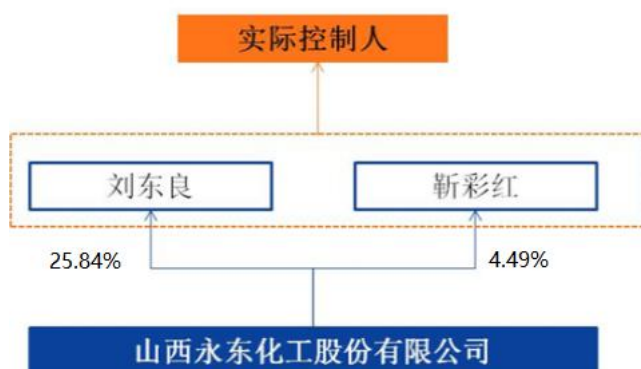 实际控制人
刘东良
靳彩红
25.84%
4.49%
山西永东化工股份有限公司